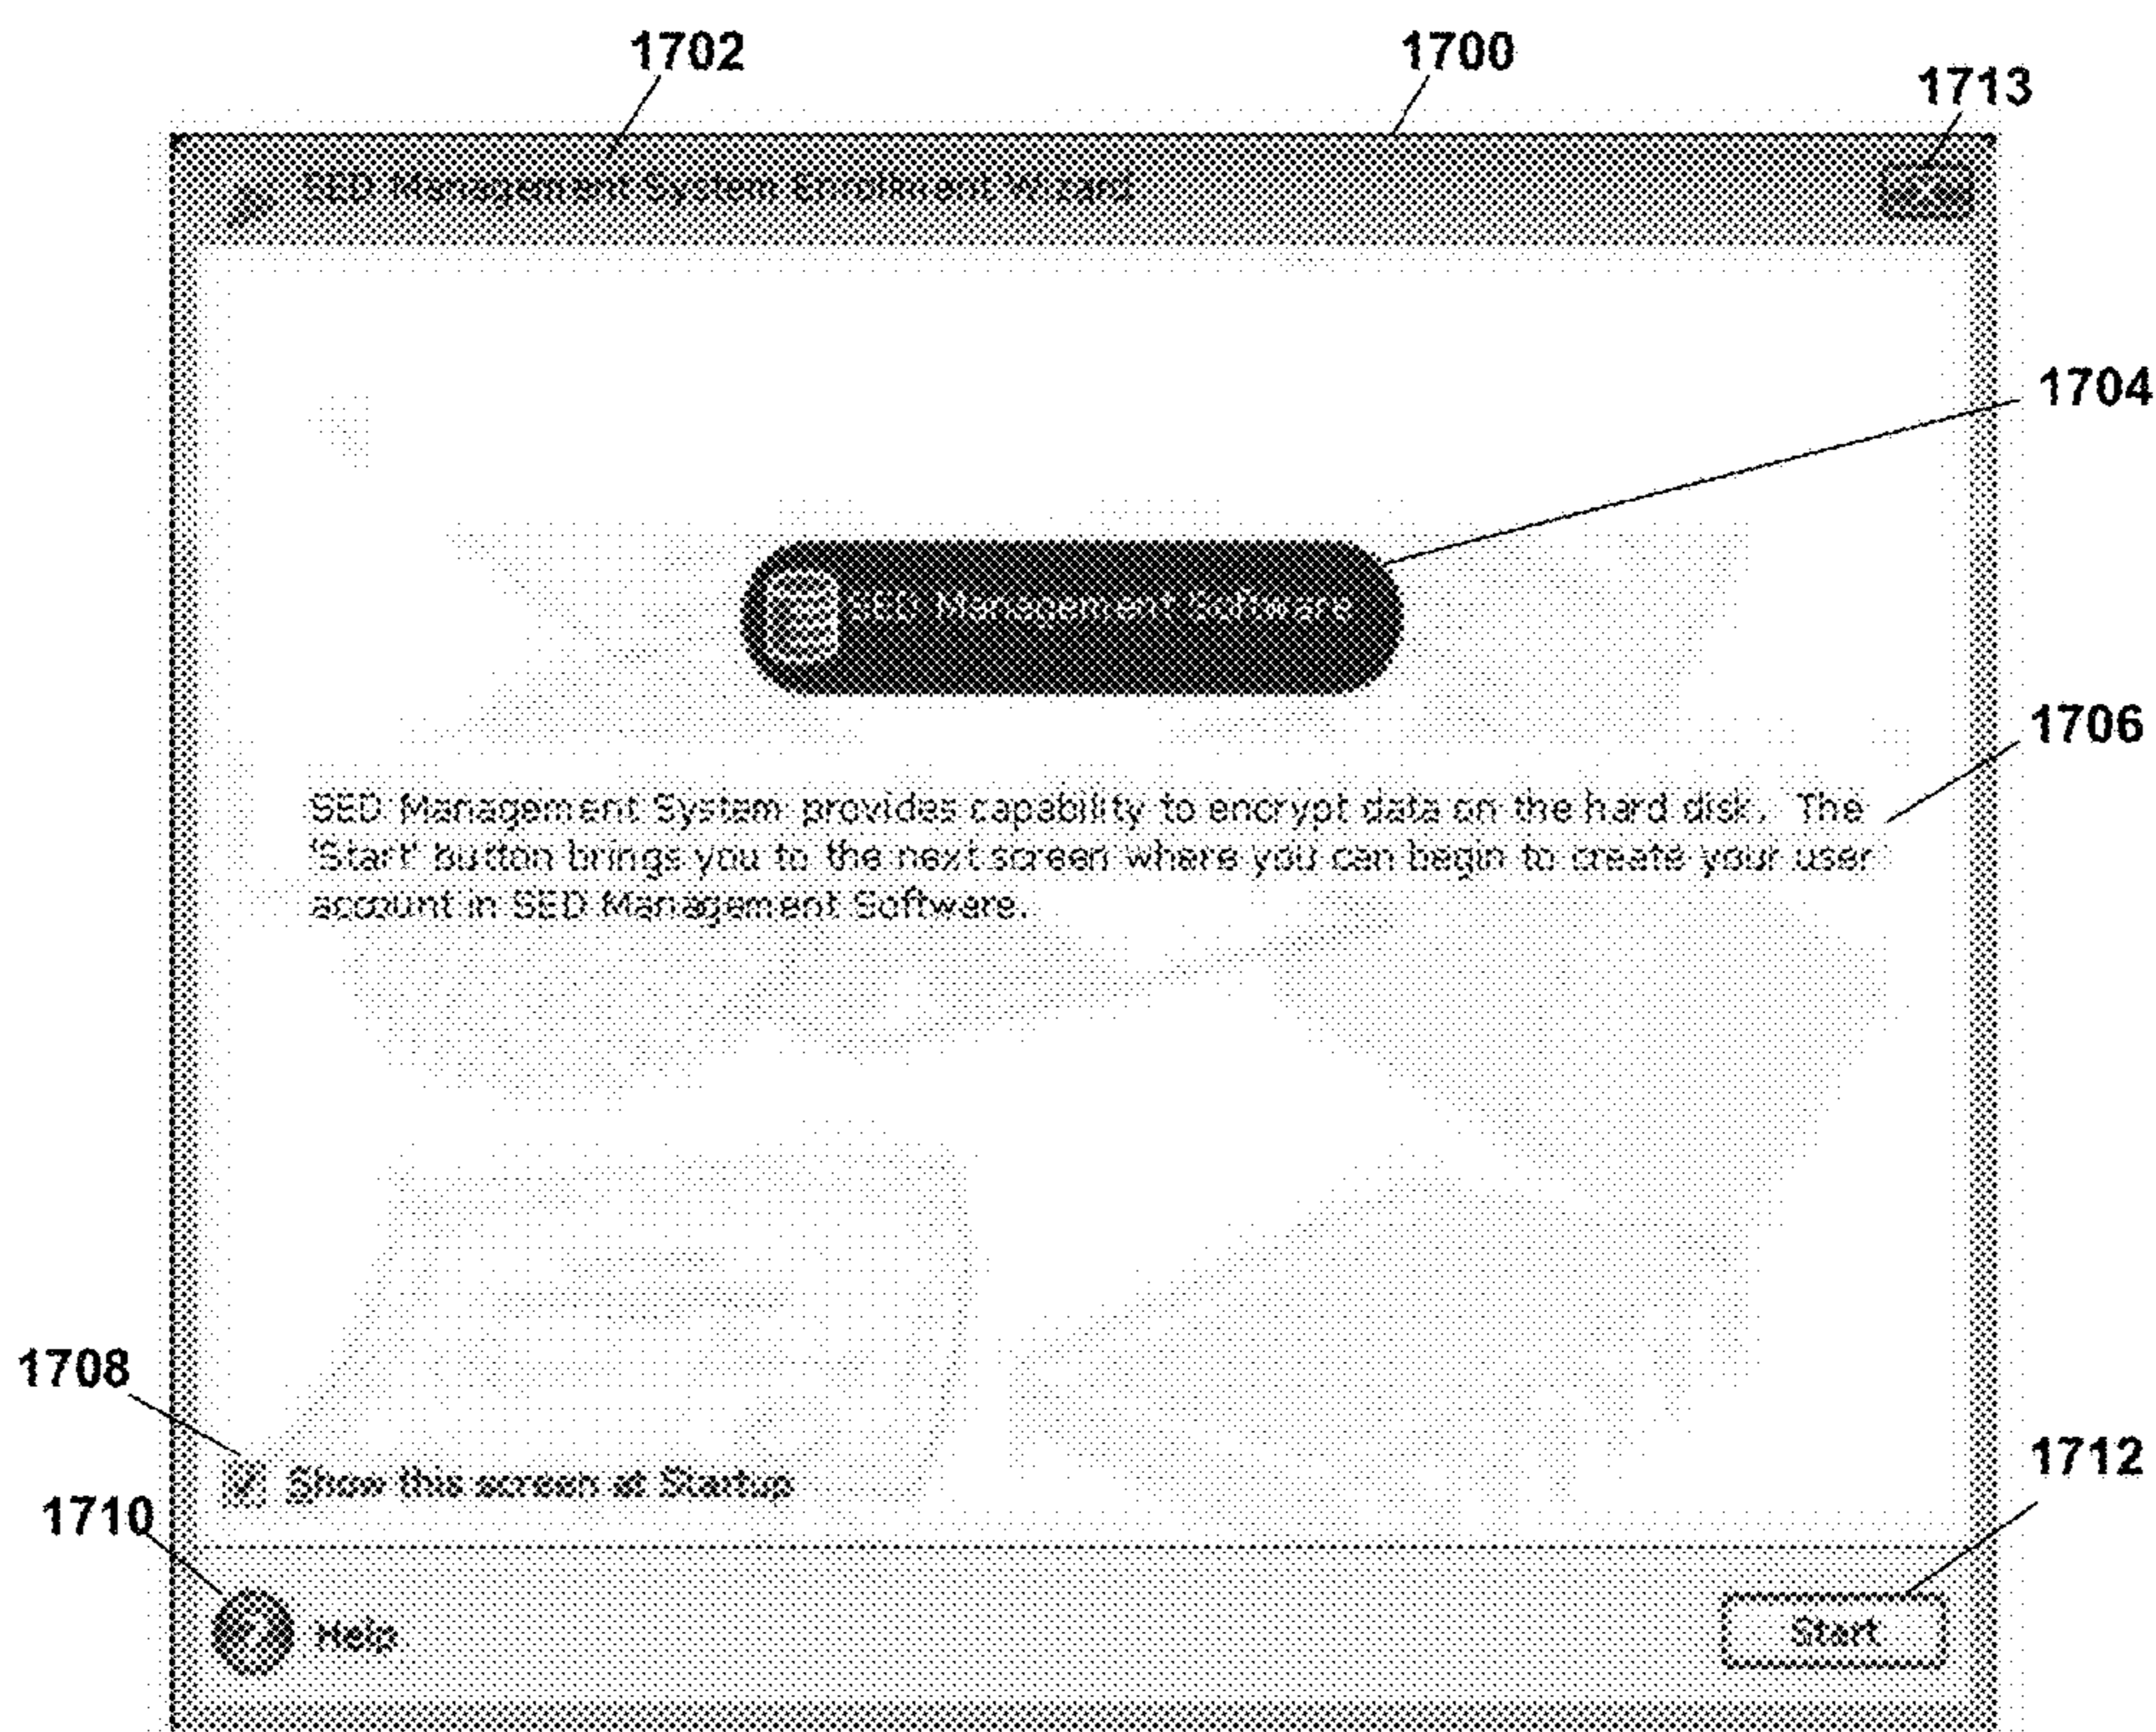 1702
1700
1713
SED Management System Enrollment Wizard
1704
SED Management Software
1706
SED Management System provides capability to encrypt data on the hard disk. The
'Start' button brings you to the next screen where you can begin to create your user
account in SED Management Software.
1708
Show this screen at Startup
1710
1712
Help
Start